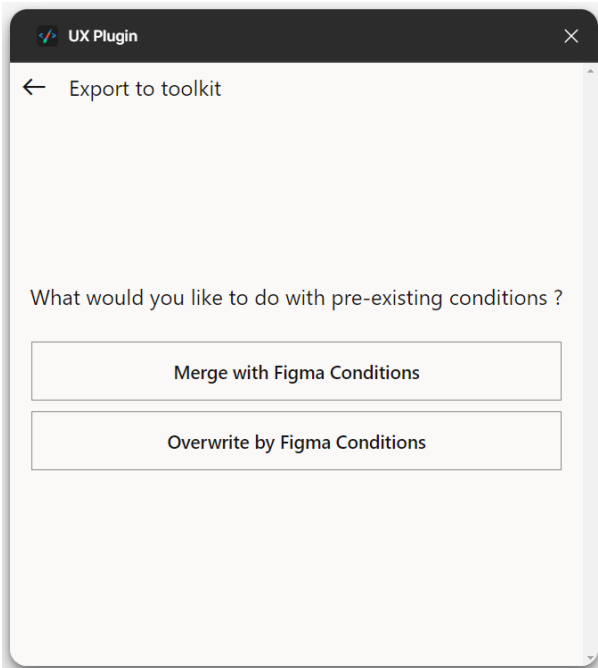 UX Plugin
Export to toolkit
What would you like to do with pre-existing conditions ?
Merge with Figma Conditions
Overwrite by Figma Conditions